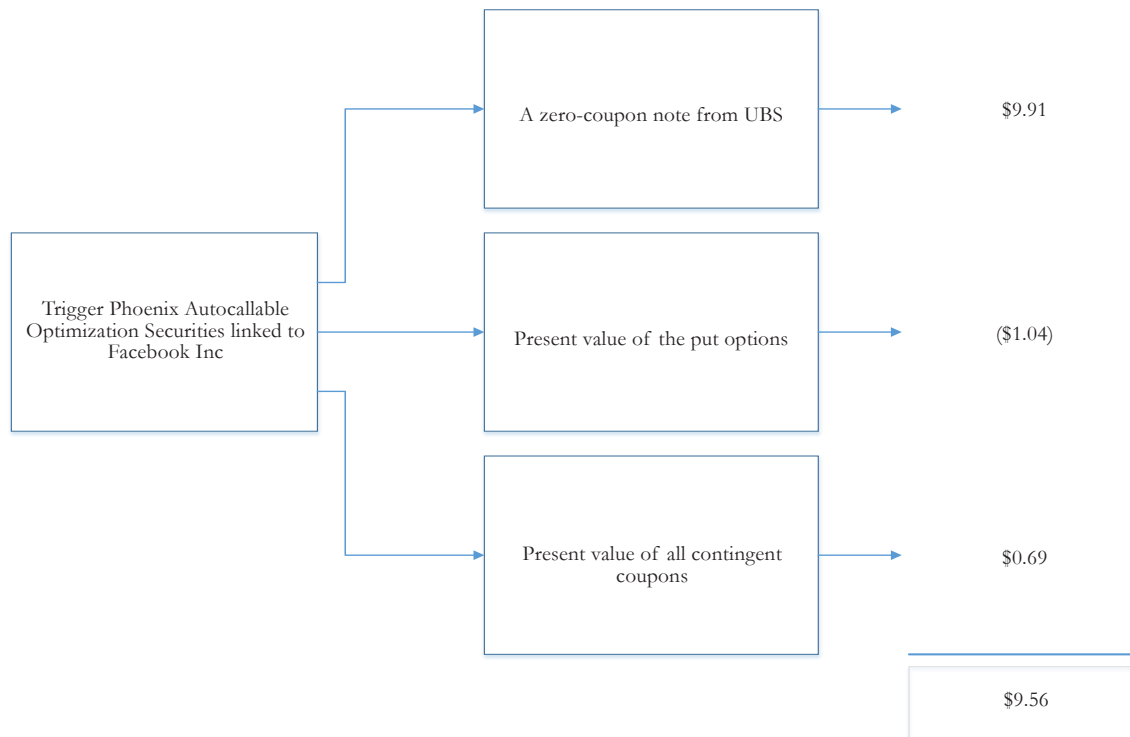 A zero-coupon note from UBS
$9.91
Trigger Phoenix Autocallable
Optimization Securities linked to
Facebook Inc
Present value of the put options
($1.04)
Present value of all contingent
coupons
$0.69
$9.56